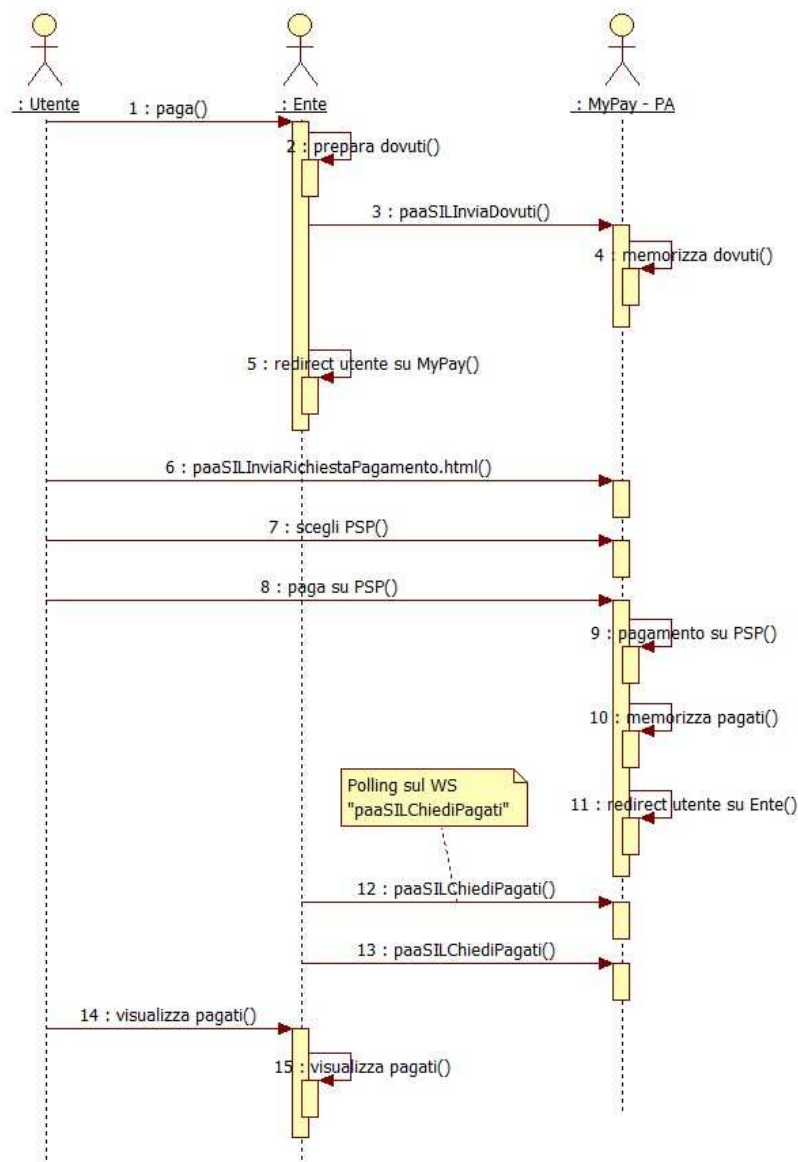 : Utente
: Ente
: MyPay - PA
1 : paga()
2 : prepara dovuti()
3 : paaSILInviaDovuti()
4 : memorizza dovuti()
5 : redirect utente su MyPay()
6 : paaSILInviaRichiestaPagamento.html()
7 : scegli PSP()
8 : paga su PSP()
9 : pagamento su PSP()
10 : memorizza pagati()
Polling sul WS
"paaSILChiediPagati"
11 : redirect utente su Ente()
12 : paaSILChiediPagati()
13 : paaSILChiediPagati()
14 : visualizza pagati()
15 : visualizza pagati()